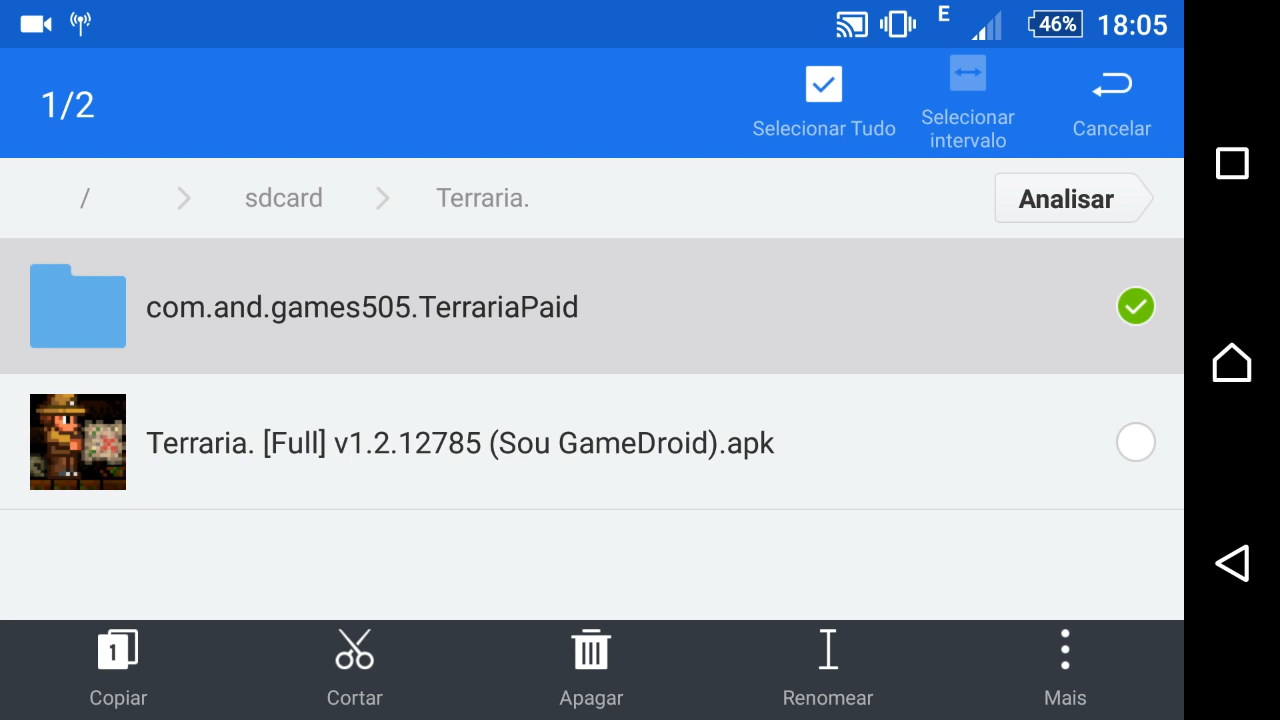 E
46%
18:05
1/2
Selecionar Tudo
Selecionar
intervalo
Cancelar
/
sdcard
Terraria.
Analisar
com.and.games505.TerrariaPaid
Terraria. [Full] v1.2.12785 (Sou GameDroid).apk
1
Copiar
Cortar
Apagar
Renomear
Mais